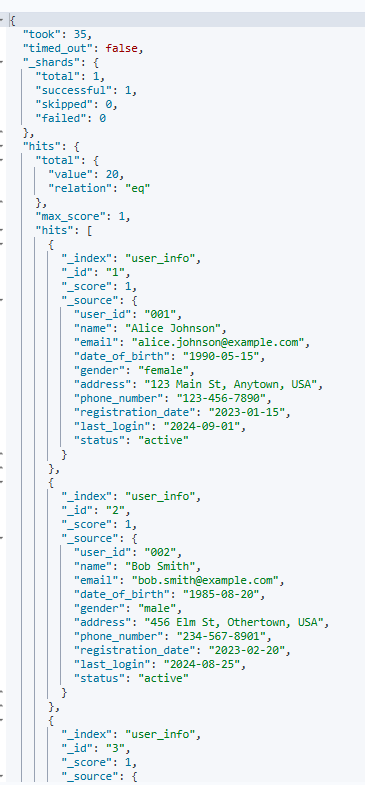 {
  "took": 35,
  "timed_out": false,
  "_shards": {
    "total": 1,
    "successful": 1,
    "skipped": 0,
    "failed": 0
  },
  "hits": {
    "total": {
      "value": 20,
      "relation": "eq"
    },
    "max_score": 1,
    "hits": [
      {
        "_index": "user_info",
        "_id": "1",
        "_score": 1,
        "_source": {
          "user_id": "001",
          "name": "Alice Johnson",
          "email": "alice.johnson@example.com",
          "date_of_birth": "1990-05-15",
          "gender": "female",
          "address": "123 Main St, Anytown, USA",
          "phone_number": "123-456-7890",
          "registration_date": "2023-01-15",
          "last_login": "2024-09-01",
          "status": "active"
        }
      },
      {
        "_index": "user_info",
        "_id": "2",
        "_score": 1,
        "_source": {
          "user_id": "002",
          "name": "Bob Smith",
          "email": "bob.smith@example.com",
          "date_of_birth": "1985-08-20",
          "gender": "male",
          "address": "456 Elm St, Othertown, USA",
          "phone_number": "234-567-8901",
          "registration_date": "2023-02-20",
          "last_login": "2024-08-25",
          "status": "active"
        }
      },
      {
        "_index": "user_info",
        "_id": "3",
        "_score": 1,
        "_source": {